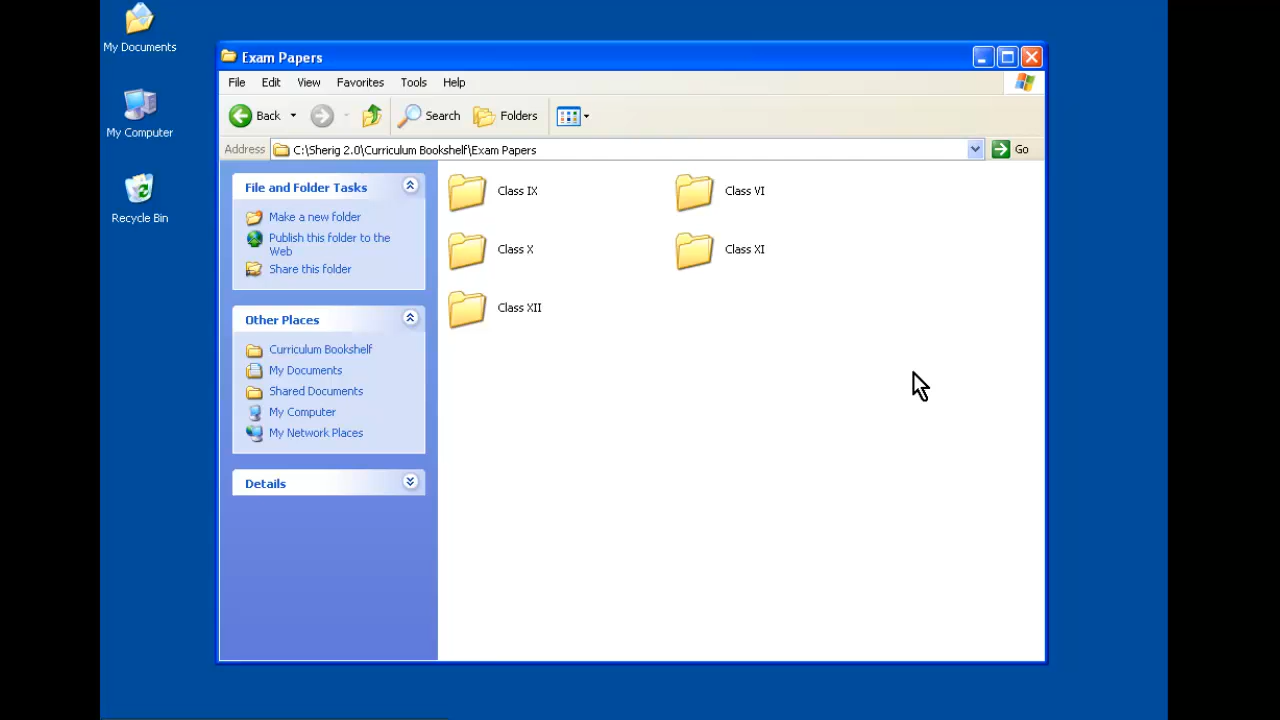 My Documents
My Computer
Recycle Bin
Exam Papers
File Edit View Favorites Tools Help
Back Search Folders
Address C:\Sherig 2.0\Curriculum Bookshelf\Exam Papers Go
File and Folder Tasks
Make a new folder
Publish this folder to the
Web
Share this folder
Other Places
Curriculum Bookshelf
My Documents
Shared Documents
My Computer
My Network Places
Details
Class IX Class VI
Class X Class XI
Class XII